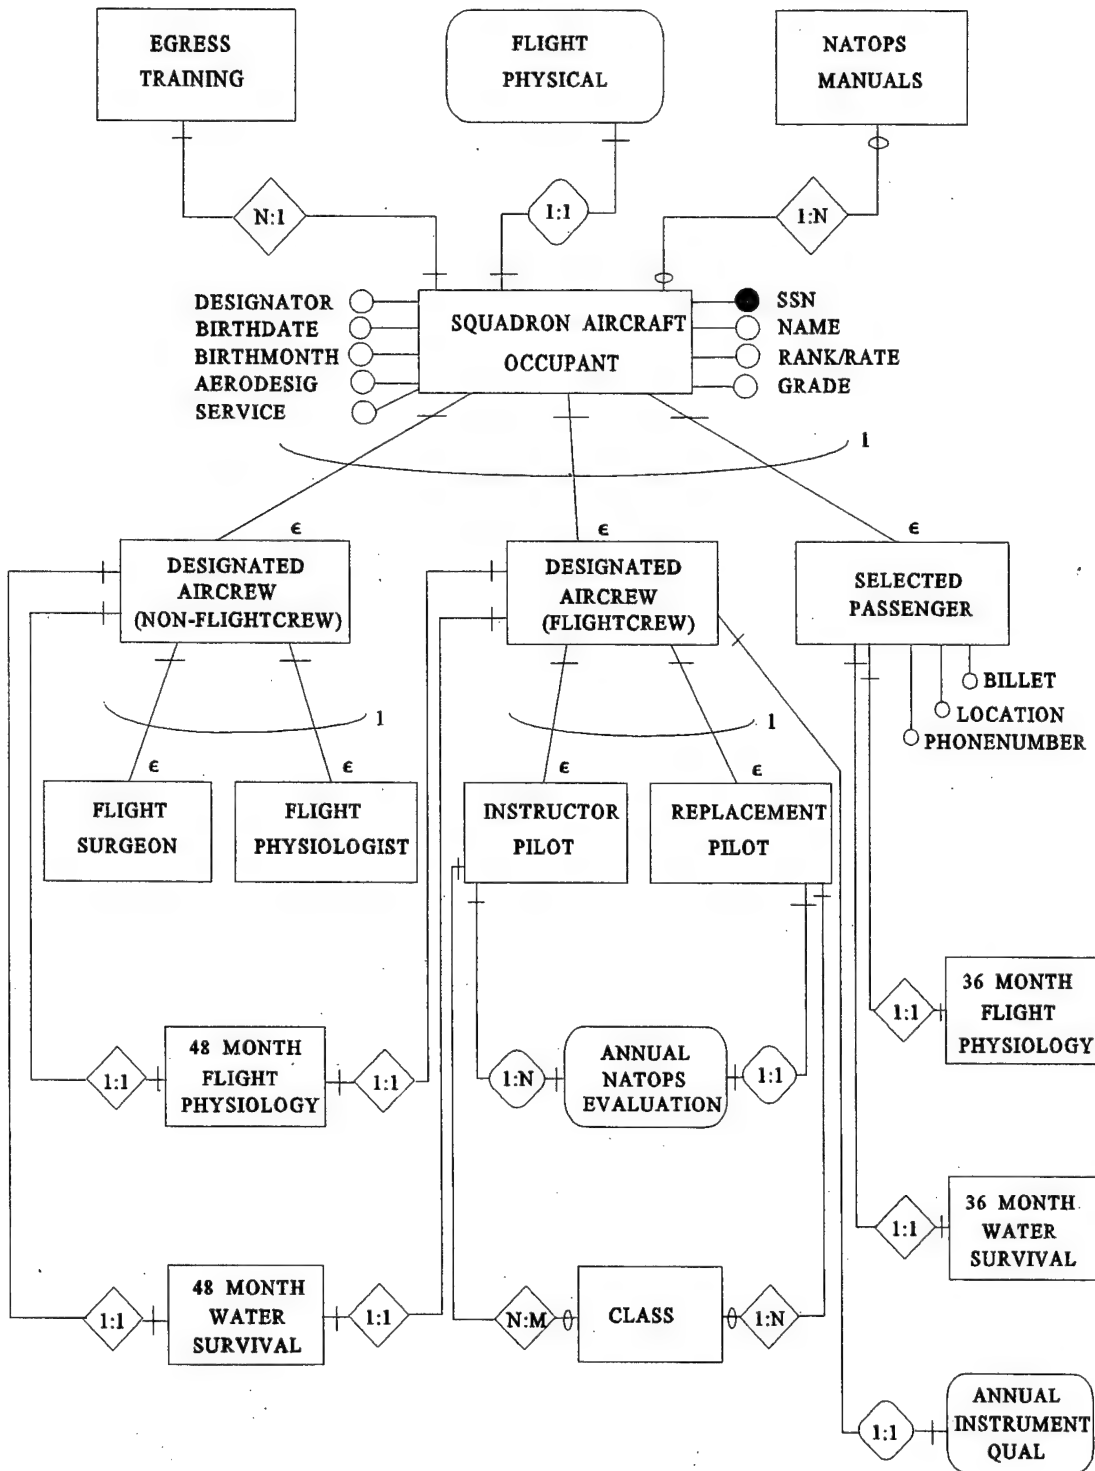 EGRESS
TRAINING
FLIGHT
PHYSICAL
NATOPS
MANUALS
N:1
1:1
1:N
DESIGNATOR
BIRTHDATE
BIRTHMONTH
AERODESIG
SERVICE
SQUADRON AIRCRAFT
OCCUPANT
SSN
NAME
RANK/RATE
GRADE
1
ϵ
ϵ
ϵ
DESIGNATED
AIRCREW
(NON-FLIGHTCREW)
DESIGNATED
AIRCREW
(FLIGHTCREW)
SELECTED
PASSENGER
BILLET
LOCATION
PHONENUMBER
1
1
ϵ
ϵ
ϵ
ϵ
FLIGHT
SURGEON
FLIGHT
PHYSIOLOGIST
INSTRUCTOR
PILOT
REPLACEMENT
PILOT
1:1
36 MONTH
FLIGHT
PHYSIOLOGY
1:1
48 MONTH
FLIGHT
PHYSIOLOGY
1:1
1:N
ANNUAL
NATOPS
EVALUATION
1:1
1:1
36 MONTH
WATER
SURVIVAL
1:1
48 MONTH
WATER
SURVIVAL
1:1
N:M
CLASS
1:N
1:1
ANNUAL
INSTRUMENT
QUAL